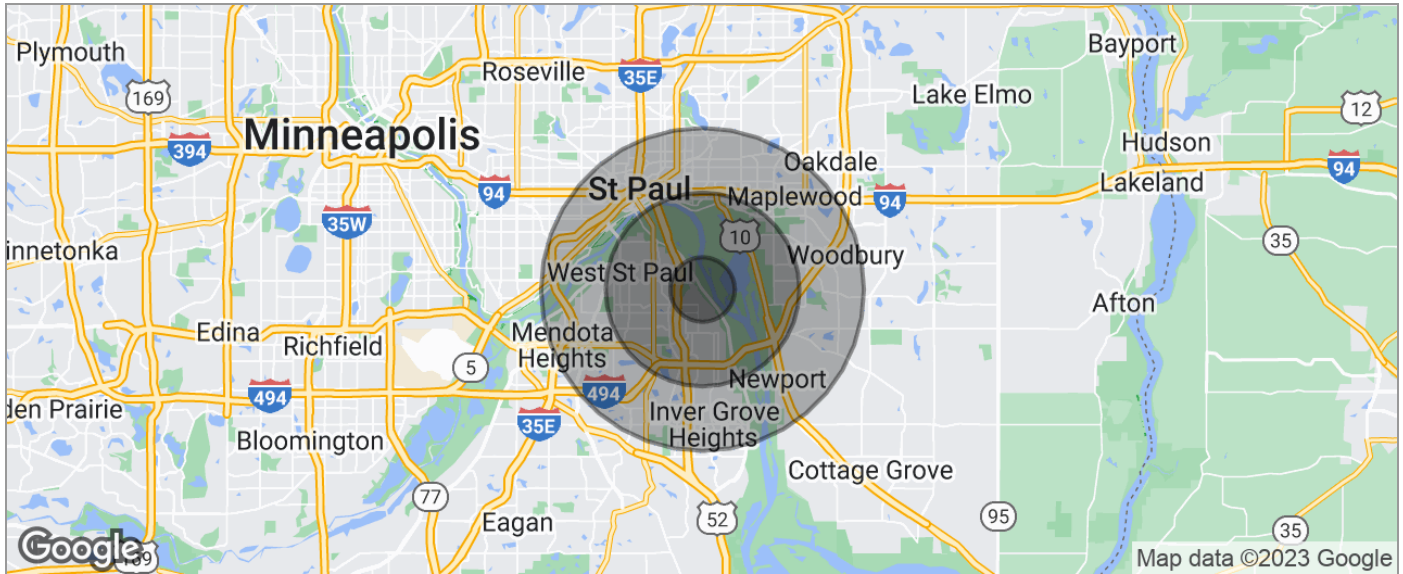 Plymouth
Bayport
Roseville
35E
169
Lake Elmo
12
Minneapolis
Hudson
394
Oakdale
94
94
St Paul
Maplewood
94
Lakeland
35W
10
35
innetonka
Woodbury
West St Paul
Afton
Edina
Mendota
Heights
Richfield
5
Newport
494
494
den Prairie
Inver Grove
Heights
35E
Bloomington
Cottage Grove
77
52
95
Eagan
35
Google
169
Map data ©2023 Google